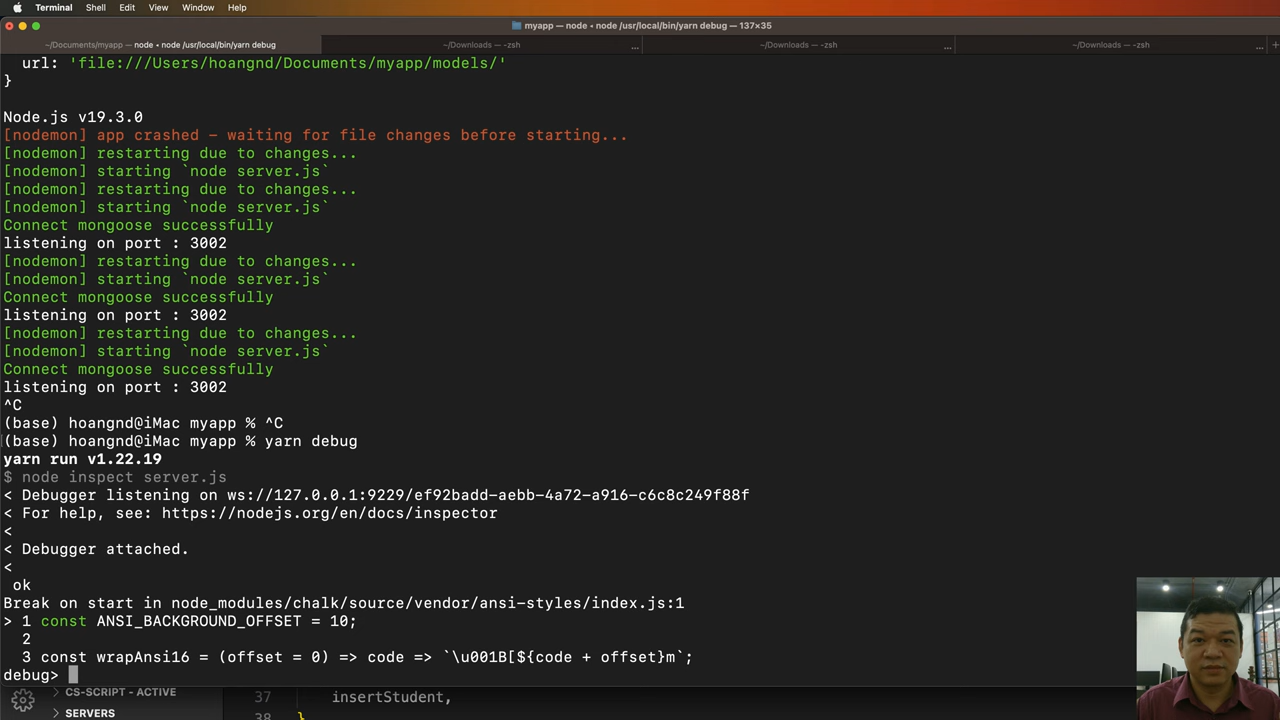 Terminal Shell Edit View Window Help
myapp — node • node /usr/local/bin/yarn debug — 137×35
~/Documents/myapp — node • node /usr/local/bin/yarn debug
~/Downloads — -zsh
...
~/Downloads — -zsh
...
~/Downloads — -zsh
...
+
url: 'file:///Users/hoangnd/Documents/myapp/models/'
}
Node.js v19.3.0
[nodemon] app crashed – waiting for file changes before starting...
[nodemon] restarting due to changes...
[nodemon] starting `node server.js`
[nodemon] restarting due to changes...
[nodemon] starting `node server.js`
Connect mongoose successfully
listening on port : 3002
[nodemon] restarting due to changes...
[nodemon] starting `node server.js`
Connect mongoose successfully
listening on port : 3002
[nodemon] restarting due to changes...
[nodemon] starting `node server.js`
Connect mongoose successfully
listening on port : 3002
^C
(base) hoangnd@iMac myapp % ^C
(base) hoangnd@iMac myapp % yarn debug
yarn run v1.22.19
$ node inspect server.js
< Debugger listening on ws://127.0.0.1:9229/ef92badd-aebb-4a72-a916-c6c8c249f88f
< For help, see: https://nodejs.org/en/docs/inspector
<
< Debugger attached.
<
ok
Break on start in node_modules/chalk/source/vendor/ansi-styles/index.js:1
> 1 const ANSI_BACKGROUND_OFFSET = 10;
2
3 const wrapAnsi16 = (offset = 0) => code => `\u001B[${code + offset}m`;
debug>
> CS-SCRIPT - ACTIVE
37 insertStudent,
> SERVERS
38 }